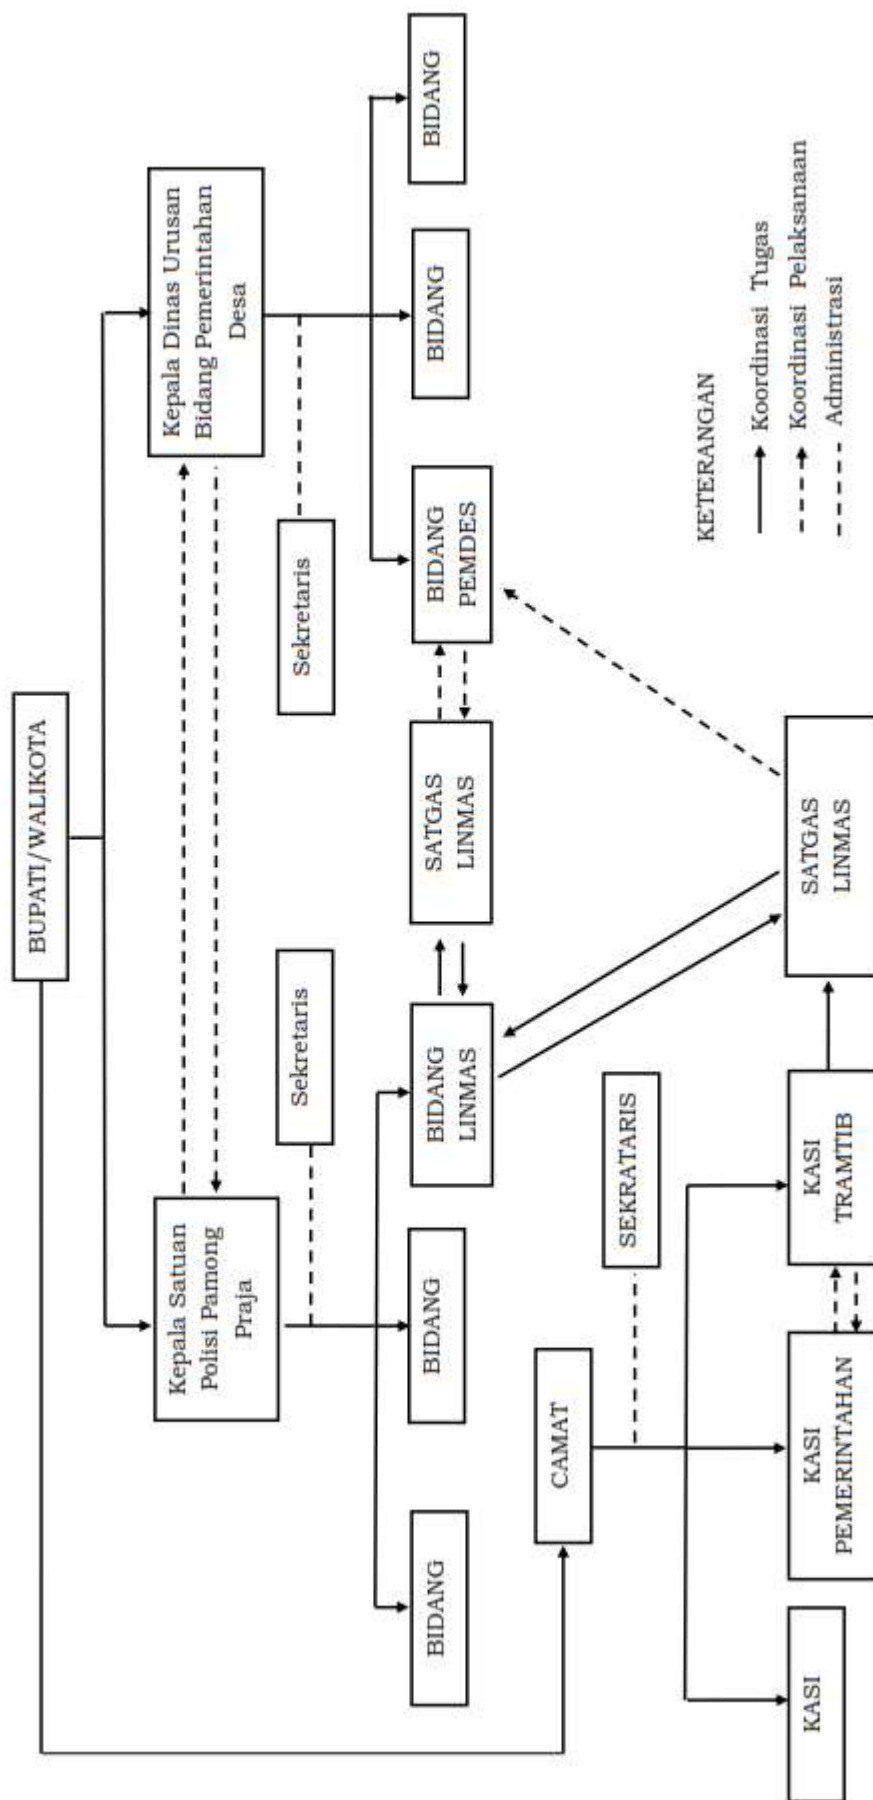 BUPATI/WALIKOTA
Kepala Satuan
Polisi Pamong
Praja
Kepala Dinas Urusan
Bidang Pemerintahan
Desa
Sekretaris
Sekretaris
BIDANG
BIDANG
BIDANG
LINMAS
SATGAS
LINMAS
BIDANG
PEMDES
BIDANG
BIDANG
CAMAT
SEKRATARIS
KASI
KASI
PEMERINTAHAN
KASI
TRAMTIB
SATGAS
LINMAS
KETERANGAN
Koordinasi Tugas
Koordinasi Pelaksanaan
Administrasi